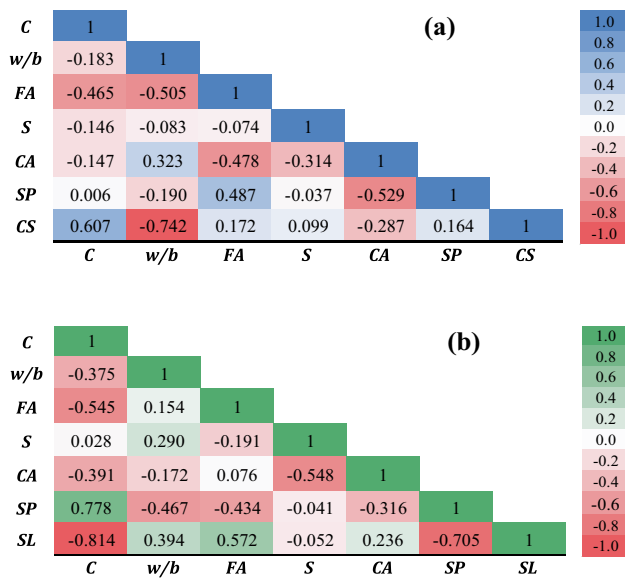 C 1 (a) 1.0
0.8
w/b -0.183 1 0.6
0.4
FA -0.465 -0.505 1 0.2
S -0.146 -0.083 -0.074 1 0.0
-0.2
CA -0.147 0.323 -0.478 -0.314 1 -0.4
SP 0.006 -0.190 0.487 -0.037 -0.529 1 -0.6
-0.8
CS 0.607 -0.742 0.172 0.099 -0.287 0.164 1 -1.0
C w/b FA S CA SP CS
C 1 (b) 1.0
0.8
w/b -0.375 1 0.6
0.4
FA -0.545 0.154 1 0.2
S 0.028 0.290 -0.191 1 0.0
-0.2
CA -0.391 -0.172 0.076 -0.548 1 -0.4
SP 0.778 -0.467 -0.434 -0.041 -0.316 1 -0.6
-0.8
SL -0.814 0.394 0.572 -0.052 0.236 -0.705 1 -1.0
C w/b FA S CA SP SL